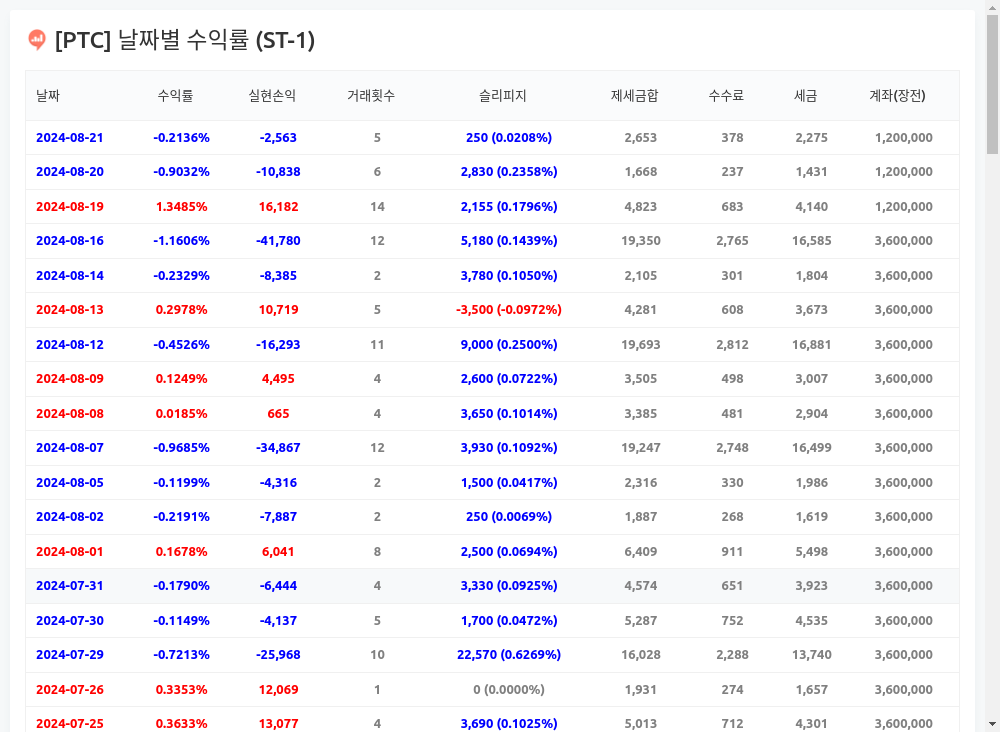 [PTC] 날짜별 수익률 (ST-1)
날짜 수익률 실현손익 거래횟수 슬리피지 제세금합 수수료 세금 계좌(장전)
2024-08-21 -0.2136% -2,563 5 250 (0.0208%) 2,653 378 2,275 1,200,000
2024-08-20 -0.9032% -10,838 6 2,830 (0.2358%) 1,668 237 1,431 1,200,000
2024-08-19 1.3485% 16,182 14 2,155 (0.1796%) 4,823 683 4,140 1,200,000
2024-08-16 -1.1606% -41,780 12 5,180 (0.1439%) 19,350 2,765 16,585 3,600,000
2024-08-14 -0.2329% -8,385 2 3,780 (0.1050%) 2,105 301 1,804 3,600,000
2024-08-13 0.2978% 10,719 5 -3,500 (-0.0972%) 4,281 608 3,673 3,600,000
2024-08-12 -0.4526% -16,293 11 9,000 (0.2500%) 19,693 2,812 16,881 3,600,000
2024-08-09 0.1249% 4,495 4 2,600 (0.0722%) 3,505 498 3,007 3,600,000
2024-08-08 0.0185% 665 4 3,650 (0.1014%) 3,385 481 2,904 3,600,000
2024-08-07 -0.9685% -34,867 12 3,930 (0.1092%) 19,247 2,748 16,499 3,600,000
2024-08-05 -0.1199% -4,316 2 1,500 (0.0417%) 2,316 330 1,986 3,600,000
2024-08-02 -0.2191% -7,887 2 250 (0.0069%) 1,887 268 1,619 3,600,000
2024-08-01 0.1678% 6,041 8 2,500 (0.0694%) 6,409 911 5,498 3,600,000
2024-07-31 -0.1790% -6,444 4 3,330 (0.0925%) 4,574 651 3,923 3,600,000
2024-07-30 -0.1149% -4,137 5 1,700 (0.0472%) 5,287 752 4,535 3,600,000
2024-07-29 -0.7213% -25,968 10 22,570 (0.6269%) 16,028 2,288 13,740 3,600,000
2024-07-26 0.3353% 12,069 1 0 (0.0000%) 1,931 274 1,657 3,600,000
2024-07-25 0.3633% 13,077 4 3,690 (0.1025%) 5,013 712 4,301 3,600,000